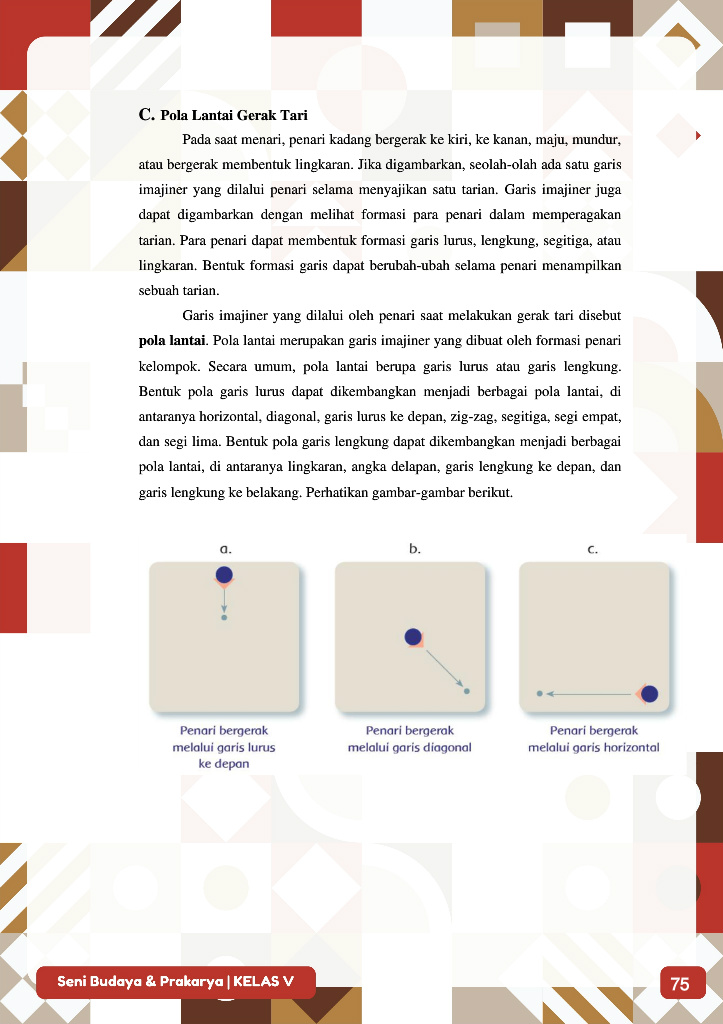 C. Pola Lantai Gerak Tari
Pada saat menari, penari kadang bergerak ke kiri, ke kanan, maju, mundur,
atau bergerak membentuk lingkaran. Jika digambarkan, seolah-olah ada satu garis
imajiner yang dilalui penari selama menyajikan satu tarian. Garis imajiner juga
dapat digambarkan dengan melihat formasi para penari dalam memperagakan
tarian. Para penari dapat membentuk formasi garis lurus, lengkung, segitiga, atau
lingkaran. Bentuk formasi garis dapat berubah-ubah selama penari menampilkan
sebuah tarian.
Garis imajiner yang dilalui oleh penari saat melakukan gerak tari disebut
pola lantai. Pola lantai merupakan garis imajiner yang dibuat oleh formasi penari
kelompok. Secara umum, pola lantai berupa garis lurus atau garis lengkung.
Bentuk pola garis lurus dapat dikembangkan menjadi berbagai pola lantai, di
antaranya horizontal, diagonal, garis lurus ke depan, zig-zag, segitiga, segi empat,
dan segi lima. Bentuk pola garis lengkung dapat dikembangkan menjadi berbagai
pola lantai, di antaranya lingkaran, angka delapan, garis lengkung ke depan, dan
garis lengkung ke belakang. Perhatikan gambar-gambar berikut.
a.
Penari bergerak
melalui garis lurus
ke depan
b.
Penari bergerak
melalui garis diagonal
c.
Penari bergerak
melalui garis horizontal
Seni Budaya & Prakarya | KELAS V
75